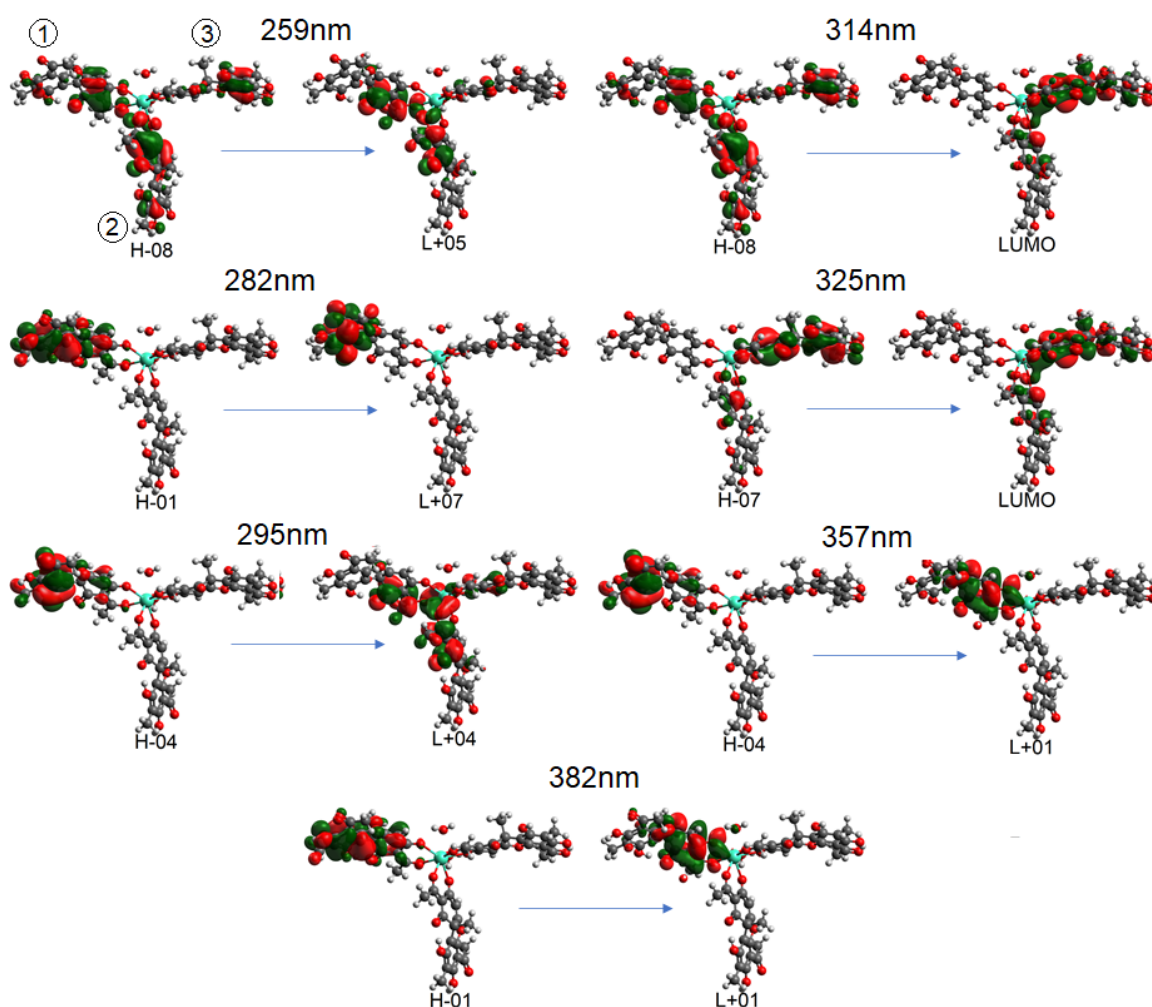 ① ③ 259nm 314nm
②
H-08 L+05 H-08 LUMO
282nm 325nm
H-01 L+07 H-07 LUMO
295nm 357nm
H-04 L+04 H-04 L+01
382nm
H-01 L+01